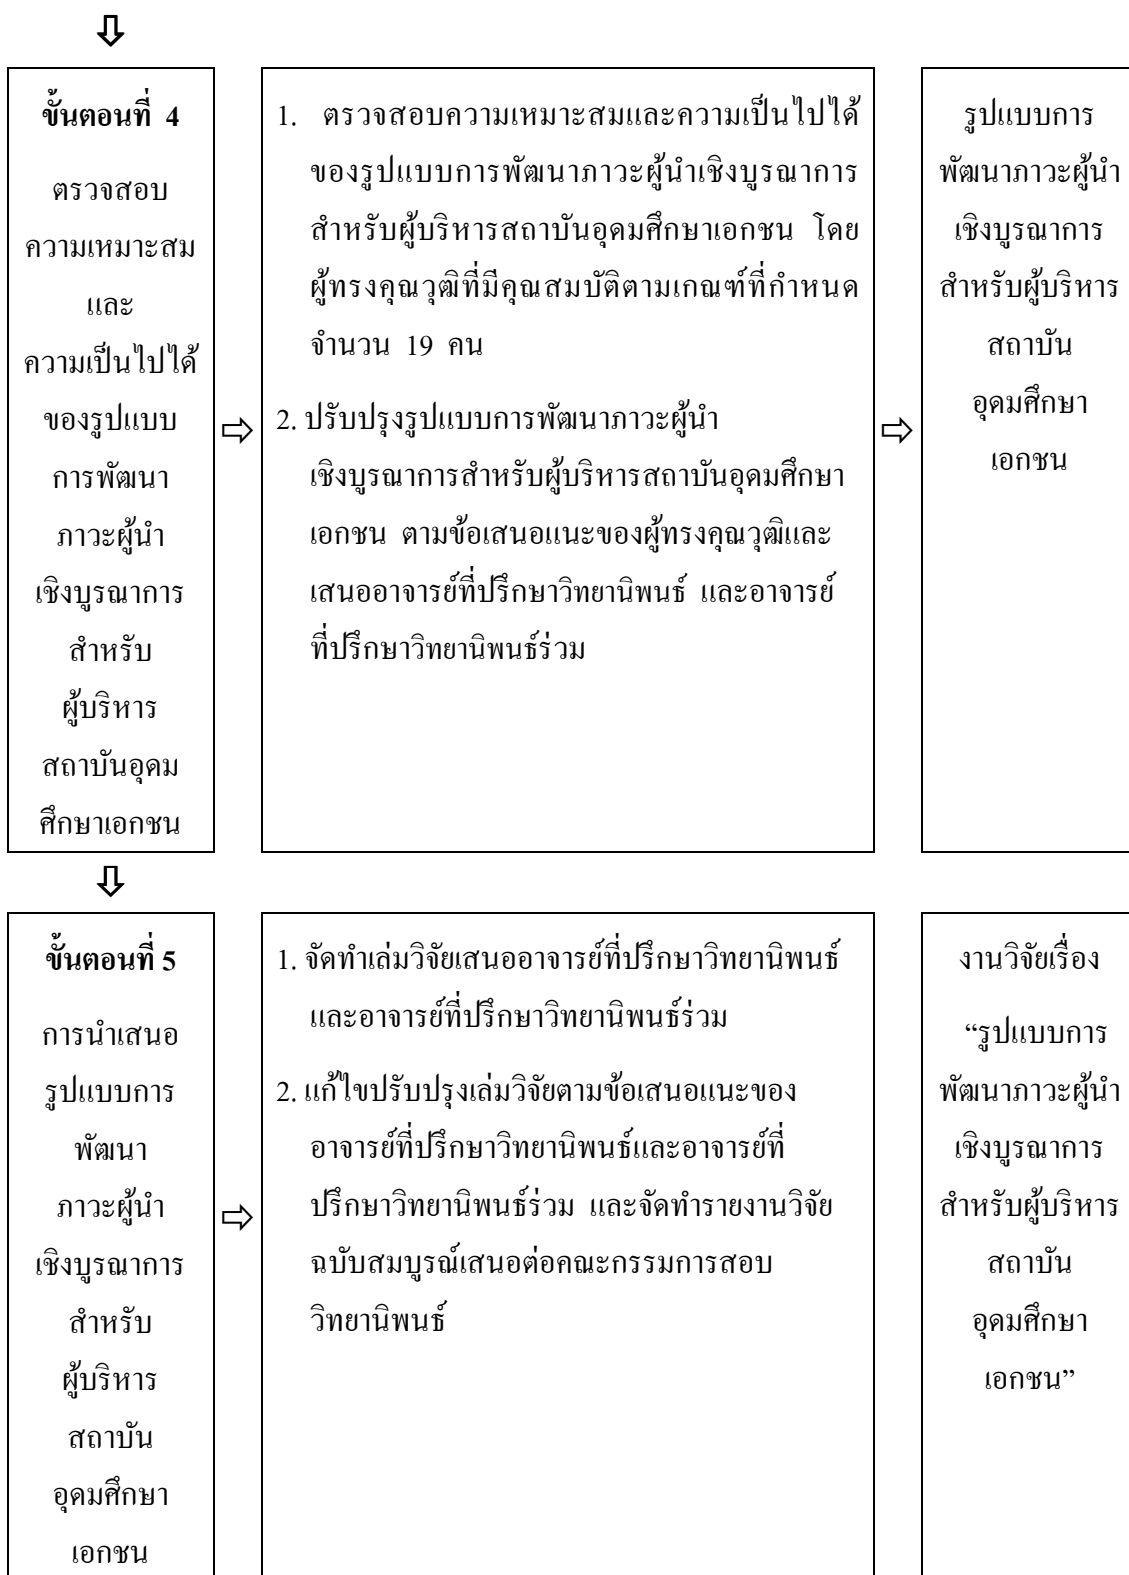 ขั้นตอนที่ 4
ตรวจสอบ
ความเหมาะสม
และ
ความเป็นไปได้
ของรูปแบบ
การพัฒนา
ภาวะผู้นำ
เชิงบูรณาการ
สำหรับ
ผู้บริหาร
สถาบันอุดม
ศึกษาเอกชน
1. ตรวจสอบความเหมาะสมและความเป็นไปได้
ของรูปแบบการพัฒนาภาวะผู้นำเชิงบูรณาการ
สำหรับผู้บริหารสถาบันอุดมศึกษาเอกชน โดย
ผู้ทรงคุณวุฒิที่มีคุณสมบัติตามเกณฑ์ที่กำหนด
จำนวน 19 คน
2. ปรับปรุงรูปแบบการพัฒนาภาวะผู้นำ
เชิงบูรณาการสำหรับผู้บริหารสถาบันอุดมศึกษา
เอกชน ตามข้อเสนอแนะของผู้ทรงคุณวุฒิและ
เสนออาจารย์ที่ปรึกษาวิทยานิพนธ์ และอาจารย์
ที่ปรึกษาวิทยานิพนธ์ร่วม
รูปแบบการ
พัฒนาภาวะผู้นำ
เชิงบูรณาการ
สำหรับผู้บริหาร
สถาบัน
อุดมศึกษา
เอกชน
ขั้นตอนที่ 5
การนำเสนอ
รูปแบบการ
พัฒนา
ภาวะผู้นำ
เชิงบูรณาการ
สำหรับ
ผู้บริหาร
สถาบัน
อุดมศึกษา
เอกชน
1. จัดทำเล่มวิจัยเสนออาจารย์ที่ปรึกษาวิทยานิพนธ์
และอาจารย์ที่ปรึกษาวิทยานิพนธ์ร่วม
2. แก้ไขปรับปรุงเล่มวิจัยตามข้อเสนอแนะของ
อาจารย์ที่ปรึกษาวิทยานิพนธ์และอาจารย์ที่
ปรึกษาวิทยานิพนธ์ร่วม และจัดทำรายงานวิจัย
ฉบับสมบูรณ์เสนอต่อคณะกรรมการสอบ
วิทยานิพนธ์
งานวิจัยเรื่อง
“รูปแบบการ
พัฒนาภาวะผู้นำ
เชิงบูรณาการ
สำหรับผู้บริหาร
สถาบัน
อุดมศึกษา
เอกชน”